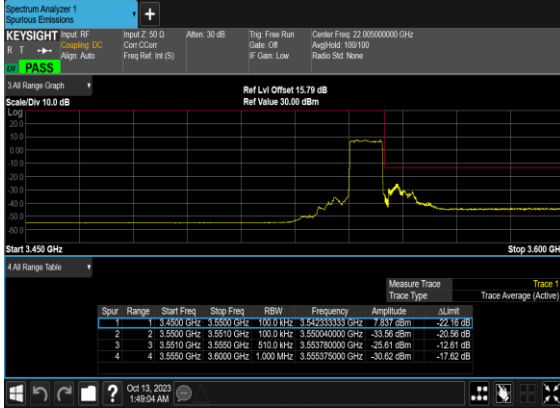 Spectrum Analyzer 1
Spurious Emissions
+
KEYSIGHT Input: RF Input Z: 50 Ω Atten: 30 dB Trig: Free Run Center Freq: 22.005000000 GHz
R T Coupling: DC Corr CCorr Gate: Off Avg|Hold: 100/100
Align: Auto Freq Ref: Int (S) IF Gain: Low Radio Std: None
PASS
3 All Range Graph
Ref Lvl Offset 15.79 dB
Scale/Div 10.0 dB Ref Value 30.00 dBm
Log
20.0
10.0
0.00
-10.0
-20.0
-30.0
-40.0
-50.0
-60.0
Start 3.450 GHz Stop 3.600 GH
4 All Range Table
Measure Trace Trace 1
Trace Type Trace Average (Active)
Spur Range Start Freq Stop Freq RBW Frequency Amplitude ΔLimit
1 1 3.4500 GHz 3.5500 GHz 100.0 kHz 3.542333333 GHz 7.837 dBm -22.16 dB
2 2 3.5500 GHz 3.5510 GHz 100.0 kHz 3.550040000 GHz -33.56 dBm -20.56 dB
3 3 3.5510 GHz 3.5550 GHz 510.0 kHz 3.553780000 GHz -25.61 dBm -12.61 dB
4 4 3.5550 GHz 3.6000 GHz 1.000 MHz 3.555375000 GHz -30.62 dBm -17.62 dB
? Oct 13, 2023
1:49:04 AM